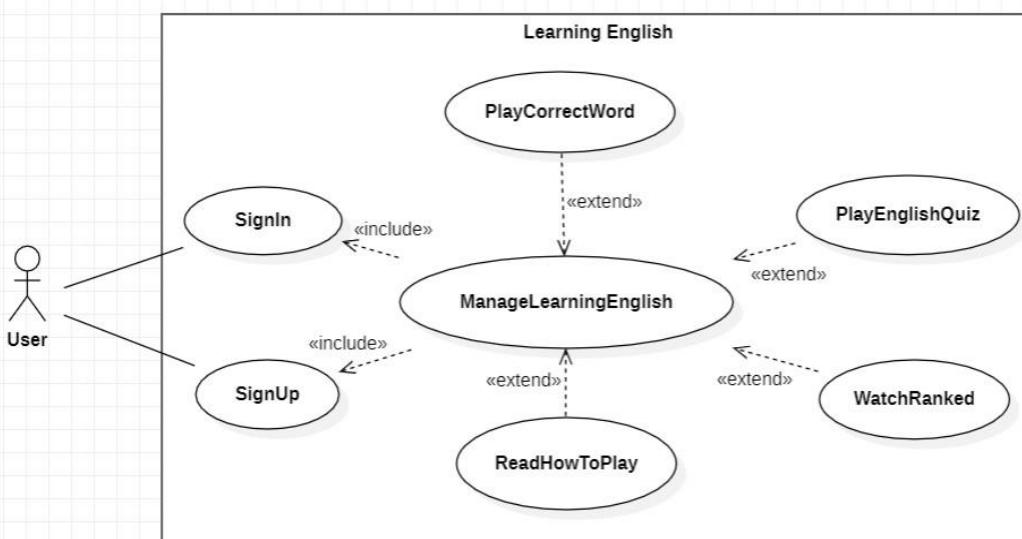 Learning English
PlayCorrectWord
«extend»
SignIn
«include»
PlayEnglishQuiz
«extend»
ManageLearningEnglish
User
«include»
«extend»
«extend»
SignUp
WatchRanked
ReadHowToPlay